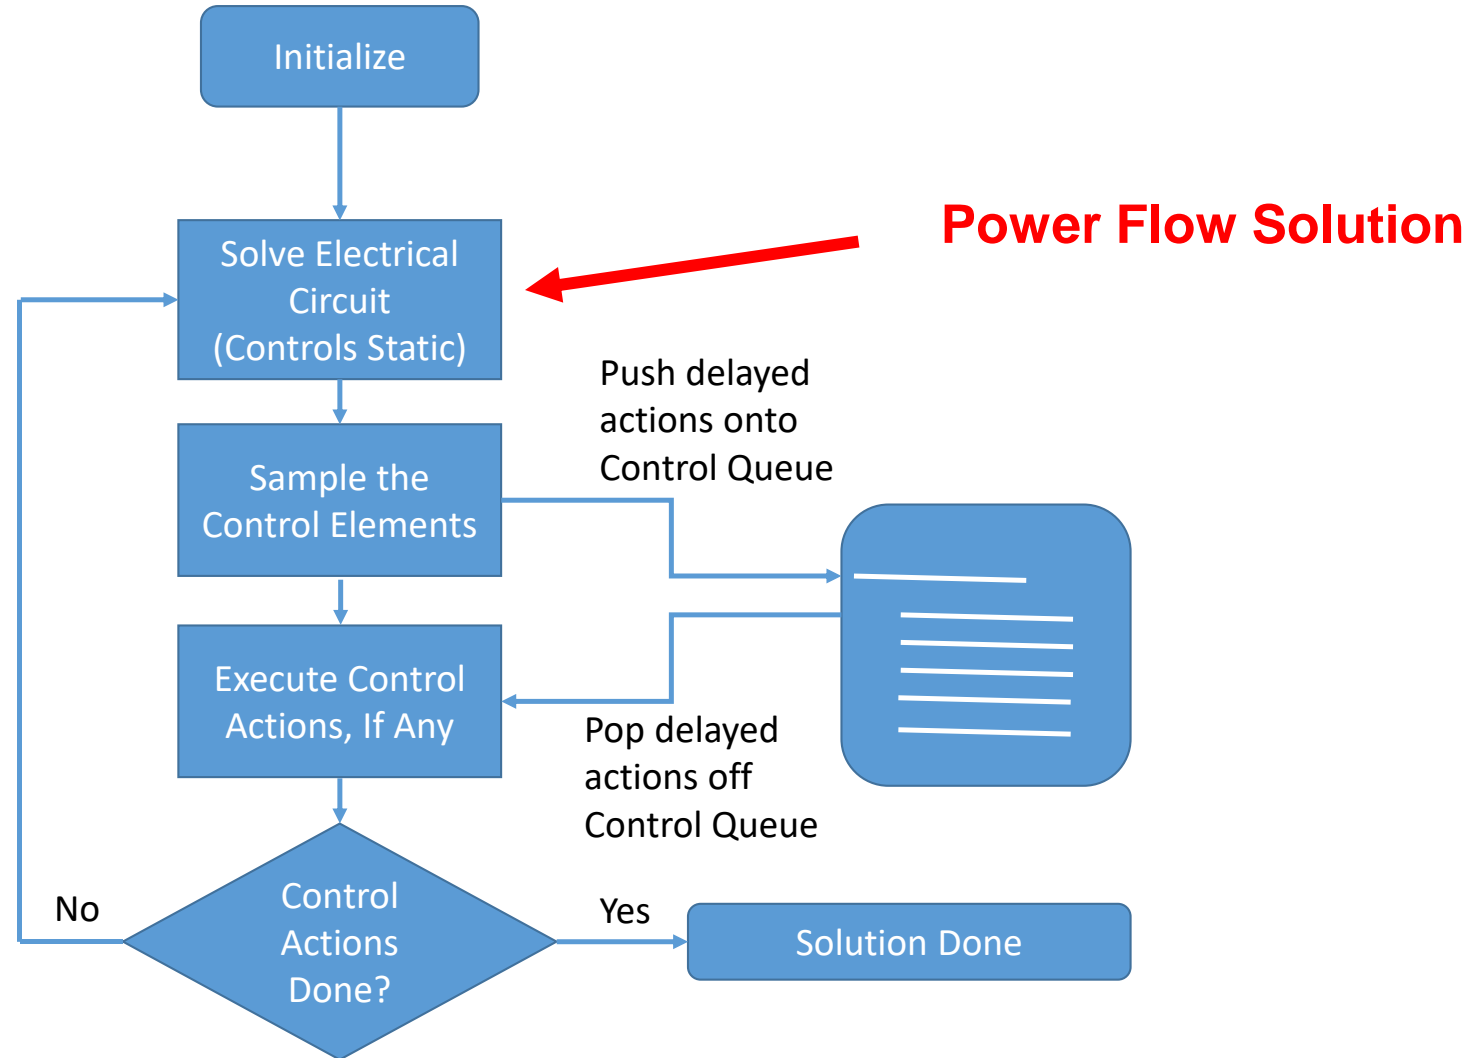 Initialize
Power Flow Solution
Solve Electrical
Circuit
(Controls Static)
Push delayed
actions onto
Control Queue
Sample the
Control Elements
Execute Control
Actions, If Any
Pop delayed
actions off
Control Queue
No
Control
Actions
Done?
Yes
Solution Done